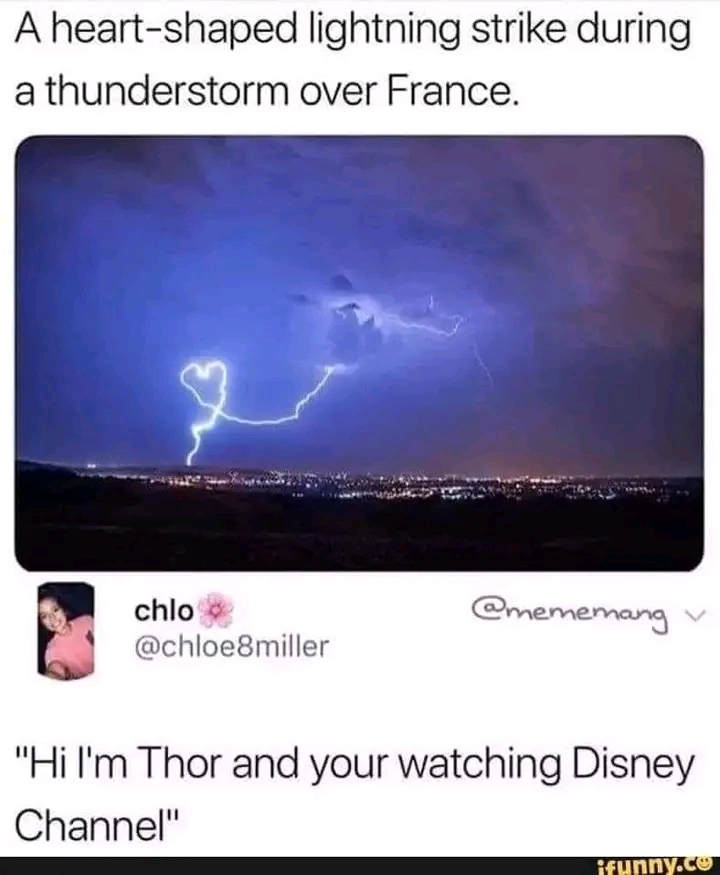 A heart-shaped lightning strike during
a thunderstorm over France.
chlo🌸
@mememang
@chloe8miller
"Hi I'm Thor and your watching Disney
Channel"
ifunny.co